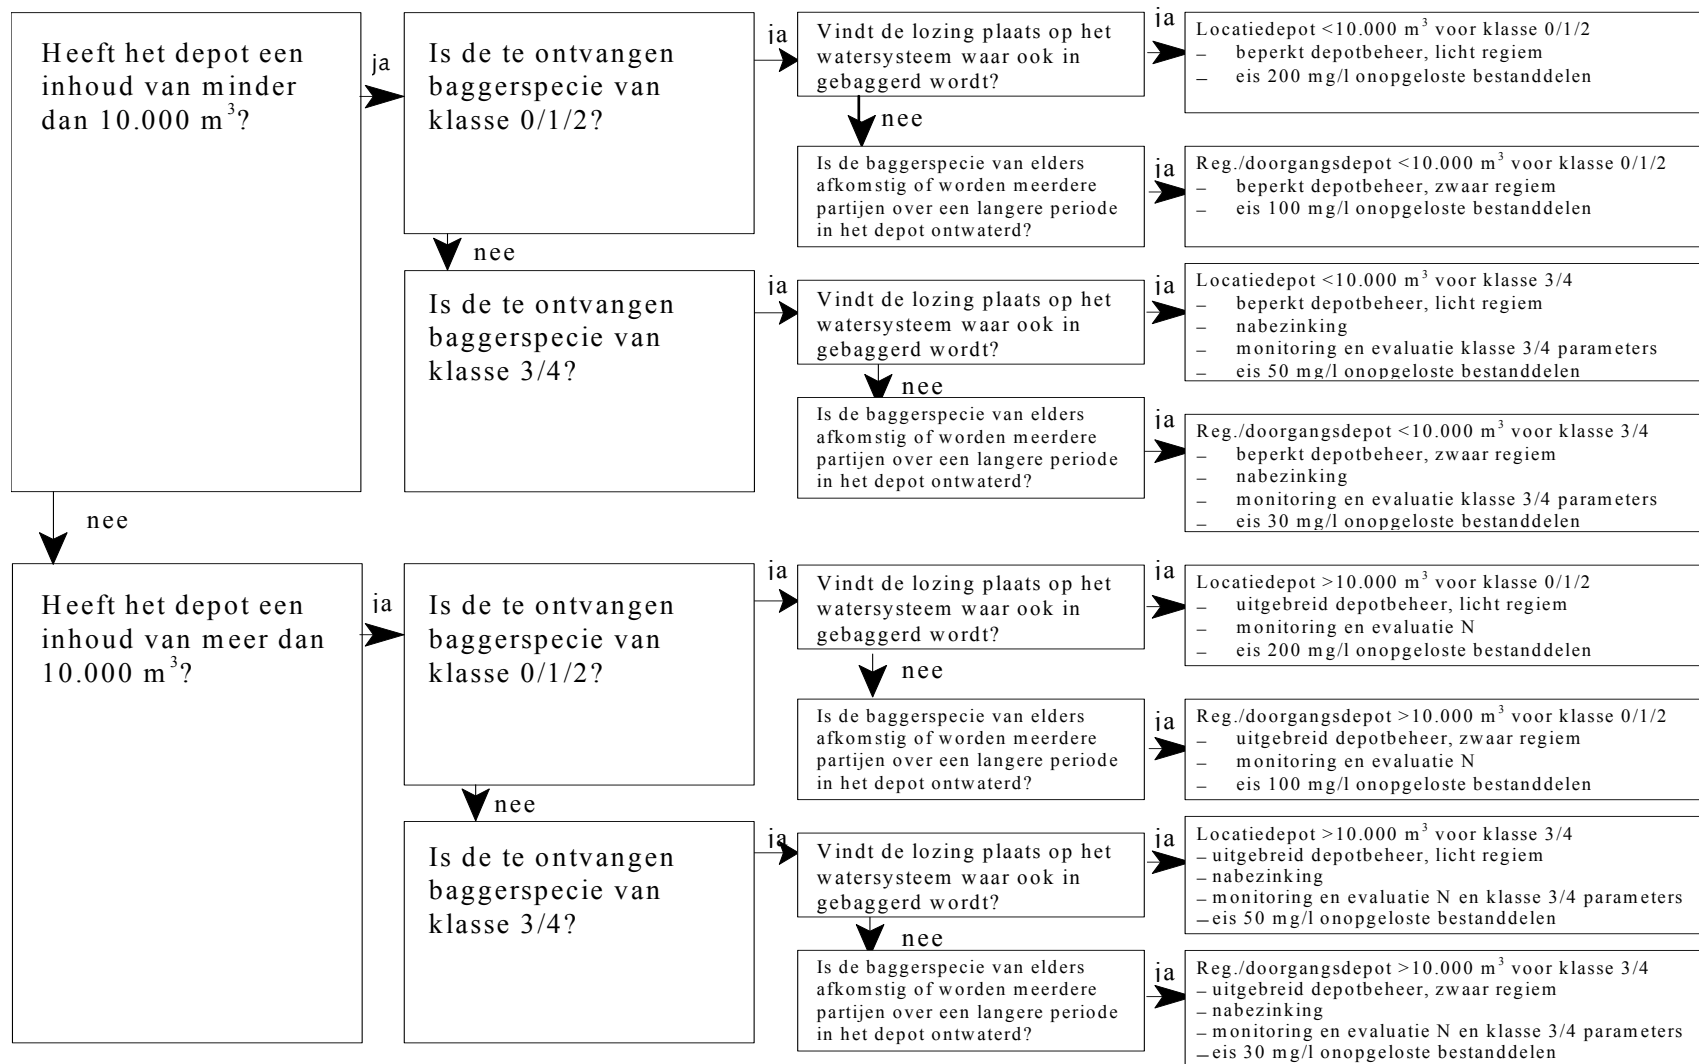 Heeft het depot een
inhoud van minder
dan 10.000 m³?
ja
Is de te ontvangen
baggerspecie van
klasse 0/1/2?
ja
Vindt de lozing plaats op het
watersysteem waar ook in
gebaggerd wordt?
ja
Locatiedepot <10.000 m³ voor klasse 0/1/2
– beperkt depotbeheer, licht regiem
– eis 200 mg/l onopgeloste bestanddelen
nee
Is de baggerspecie van elders
afkomstig of worden meerdere
partijen over een langere periode
in het depot ontwaterd?
ja
Reg./doorgangsdepot <10.000 m³ voor klasse 0/1/2
– beperkt depotbeheer, zwaar regiem
– eis 100 mg/l onopgeloste bestanddelen
nee
Is de te ontvangen
baggerspecie van
klasse 3/4?
ja
Vindt de lozing plaats op het
watersysteem waar ook in
gebaggerd wordt?
ja
Locatiedepot <10.000 m³ voor klasse 3/4
– beperkt depotbeheer, licht regiem
– nabezinking
– monitoring en evaluatie klasse 3/4 parameters
– eis 50 mg/l onopgeloste bestanddelen
nee
Is de baggerspecie van elders
afkomstig of worden meerdere
partijen over een langere periode
in het depot ontwaterd?
ja
Reg./doorgangsdepot <10.000 m³ voor klasse 3/4
– beperkt depotbeheer, zwaar regiem
– nabezinking
– monitoring en evaluatie klasse 3/4 parameters
– eis 30 mg/l onopgeloste bestanddelen
nee
Heeft het depot een
inhoud van meer dan
10.000 m³?
ja
Is de te ontvangen
baggerspecie van
klasse 0/1/2?
ja
Vindt de lozing plaats op het
watersysteem waar ook in
gebaggerd wordt?
ja
Locatiedepot >10.000 m³ voor klasse 0/1/2
– uitgebreid depotbeheer, licht regiem
– monitoring en evaluatie N
– eis 200 mg/l onopgeloste bestanddelen
nee
Is de baggerspecie van elders
afkomstig of worden meerdere
partijen over een langere periode
in het depot ontwaterd?
ja
Reg./doorgangsdepot >10.000 m³ voor klasse 0/1/2
– uitgebreid depotbeheer, zwaar regiem
– monitoring en evaluatie N
– eis 100 mg/l onopgeloste bestanddelen
nee
Is de te ontvangen
baggerspecie van
klasse 3/4?
ja
Vindt de lozing plaats op het
watersysteem waar ook in
gebaggerd wordt?
ja
Locatiedepot >10.000 m³ voor klasse 3/4
– uitgebreid depotbeheer, licht regiem
– nabezinking
– monitoring en evaluatie N en klasse 3/4 parameters
– eis 50 mg/l onopgeloste bestanddelen
nee
Is de baggerspecie van elders
afkomstig of worden meerdere
partijen over een langere periode
in het depot ontwaterd?
ja
Reg./doorgangsdepot >10.000 m³ voor klasse 3/4
– uitgebreid depotbeheer, zwaar regiem
– nabezinking
– monitoring en evaluatie N en klasse 3/4 parameters
– eis 30 mg/l onopgeloste bestanddelen